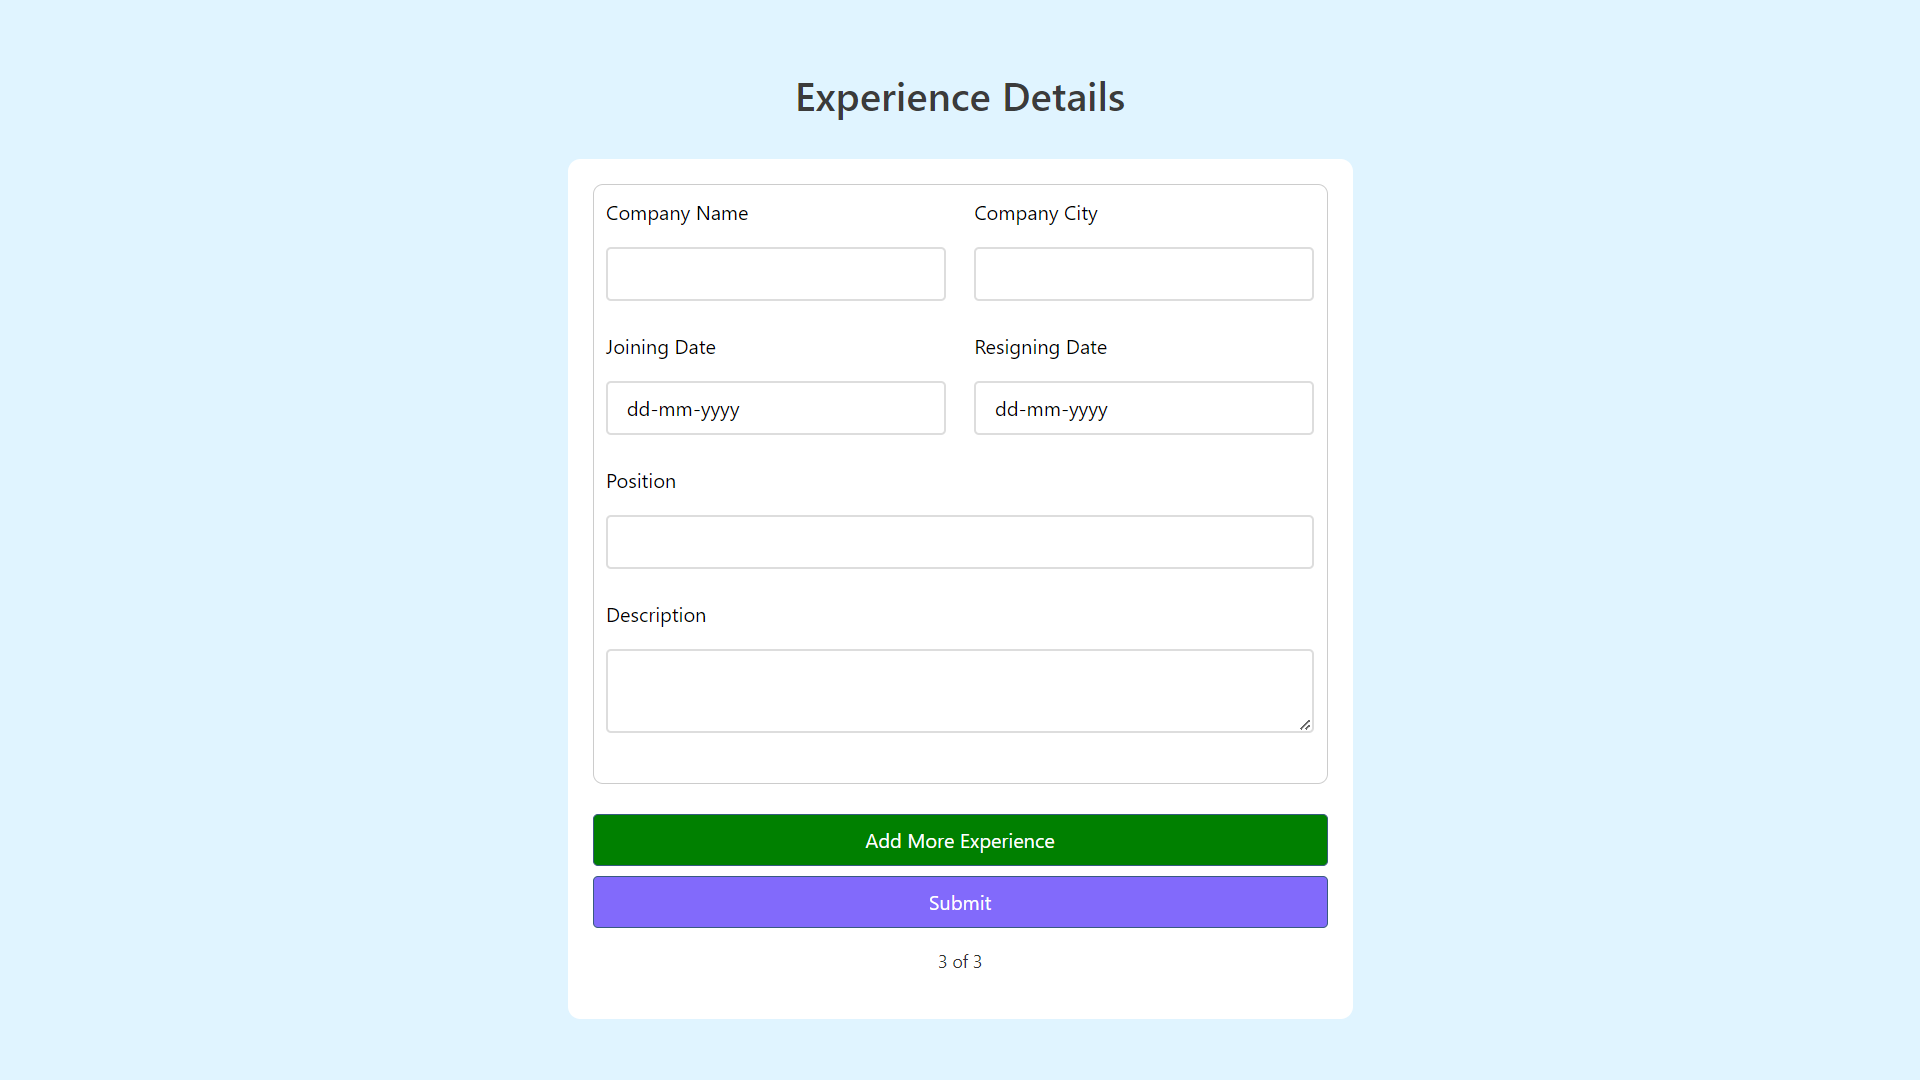 Experience Details
Company Name
Company City
Joining Date
Resigning Date
dd-mm-yyyy
dd-mm-yyyy
Position
Description
Add More Experience
Submit
3 of 3